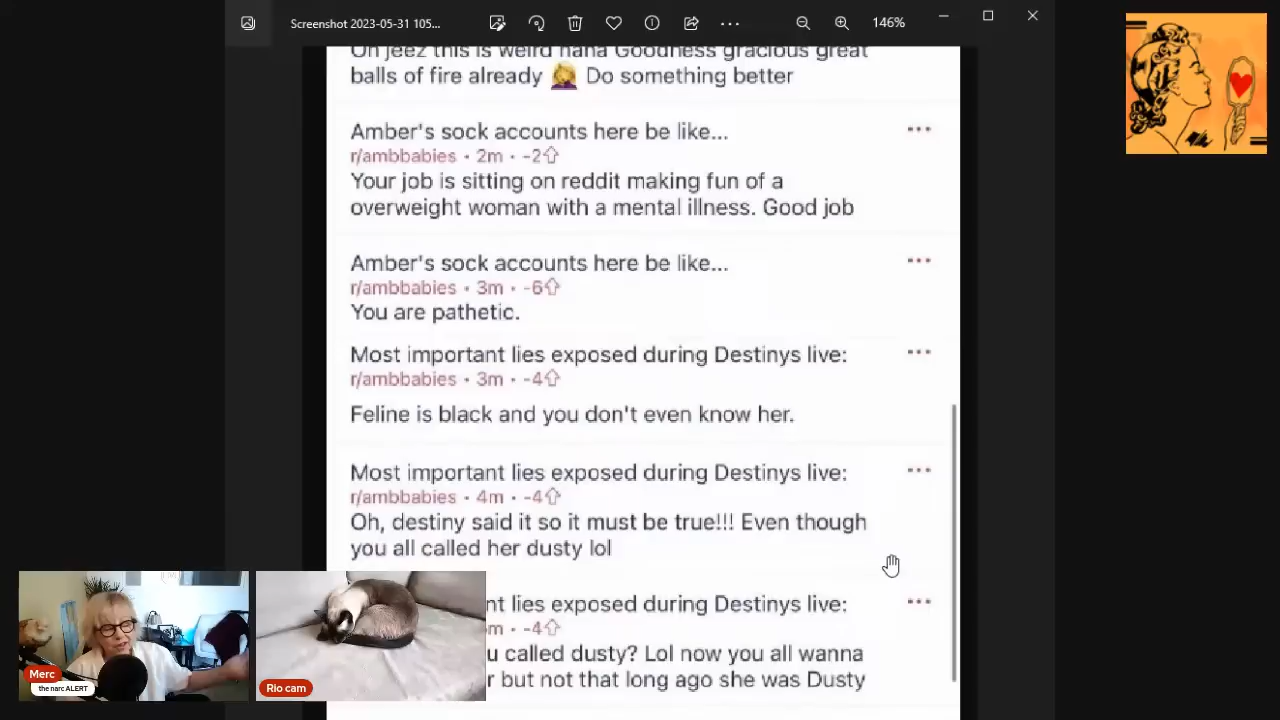 Screenshot 2023-05-31 105...
146%
Oh jeez this is weird haha Goodness gracious great
balls of fire already 🤦‍♀️ Do something better
Amber's sock accounts here be like...
r/ambbabies • 2m • -2⇧
Your job is sitting on reddit making fun of a
overweight woman with a mental illness. Good job
Amber's sock accounts here be like...
r/ambbabies • 3m • -6⇧
You are pathetic.
Most important lies exposed during Destinys live:
r/ambbabies • 3m • -4⇧
Feline is black and you don't even know her.
Most important lies exposed during Destinys live:
r/ambbabies • 4m • -4⇧
Oh, destiny said it so it must be true!!! Even though
you all called her dusty lol
nt lies exposed during Destinys live:
m • -4⇧
u called dusty? Lol now you all wanna
r but not that long ago she was Dusty
Merc
the narc ALERT
Rio cam